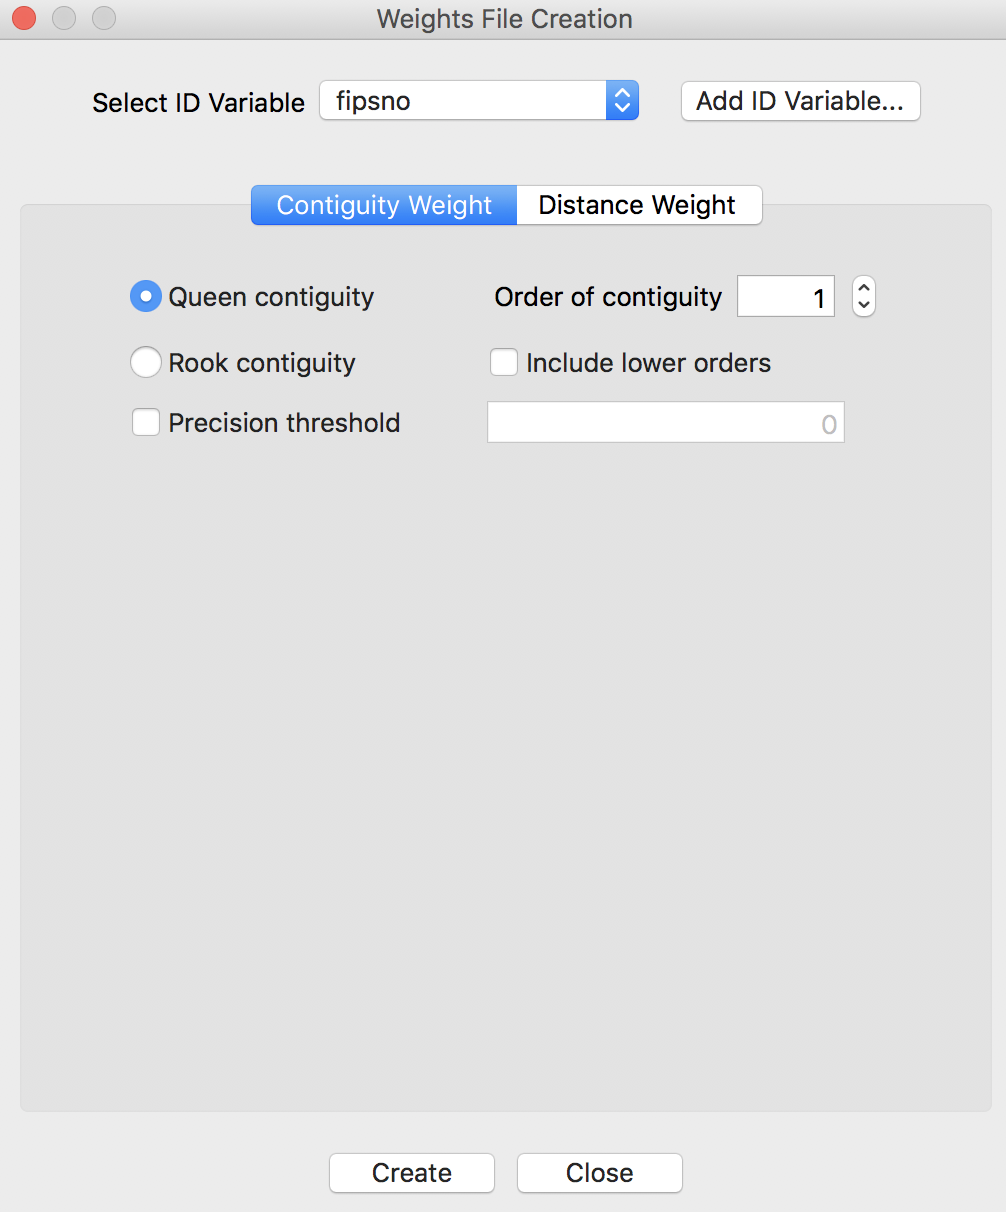 Weights File Creation
Select ID Variable fipsno Add ID Variable...
Contiguity Weight Distance Weight
Queen contiguity Order of contiguity 1
Rook contiguity Include lower orders
Precision threshold 0
Create Close